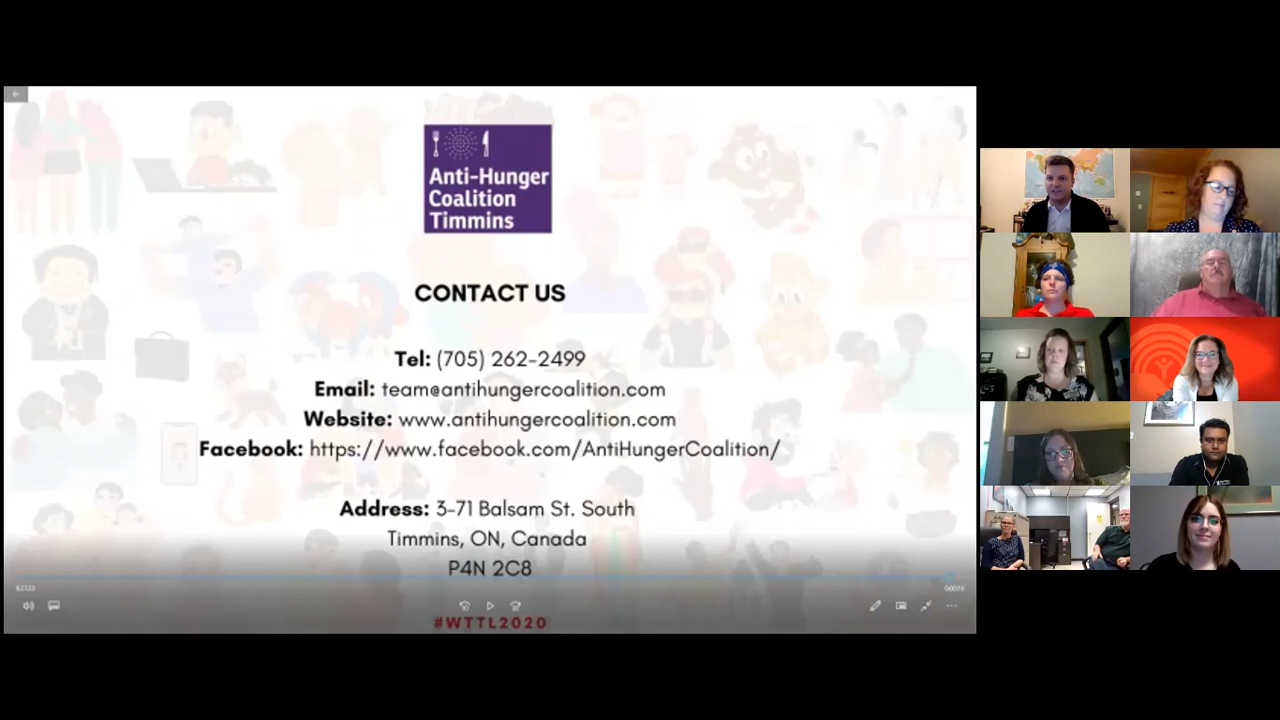 Anti-Hunger
Coalition
Timmins
CONTACT US
Tel: (705) 262-2499
Email: team@antihungercoalition.com
Website: www.antihungercoalition.com
Facebook: https://www.facebook.com/AntiHungerCoalition/
Address: 3-71 Balsam St. South
Timmins, ON, Canada
P4N 2C8
#WTTL2020